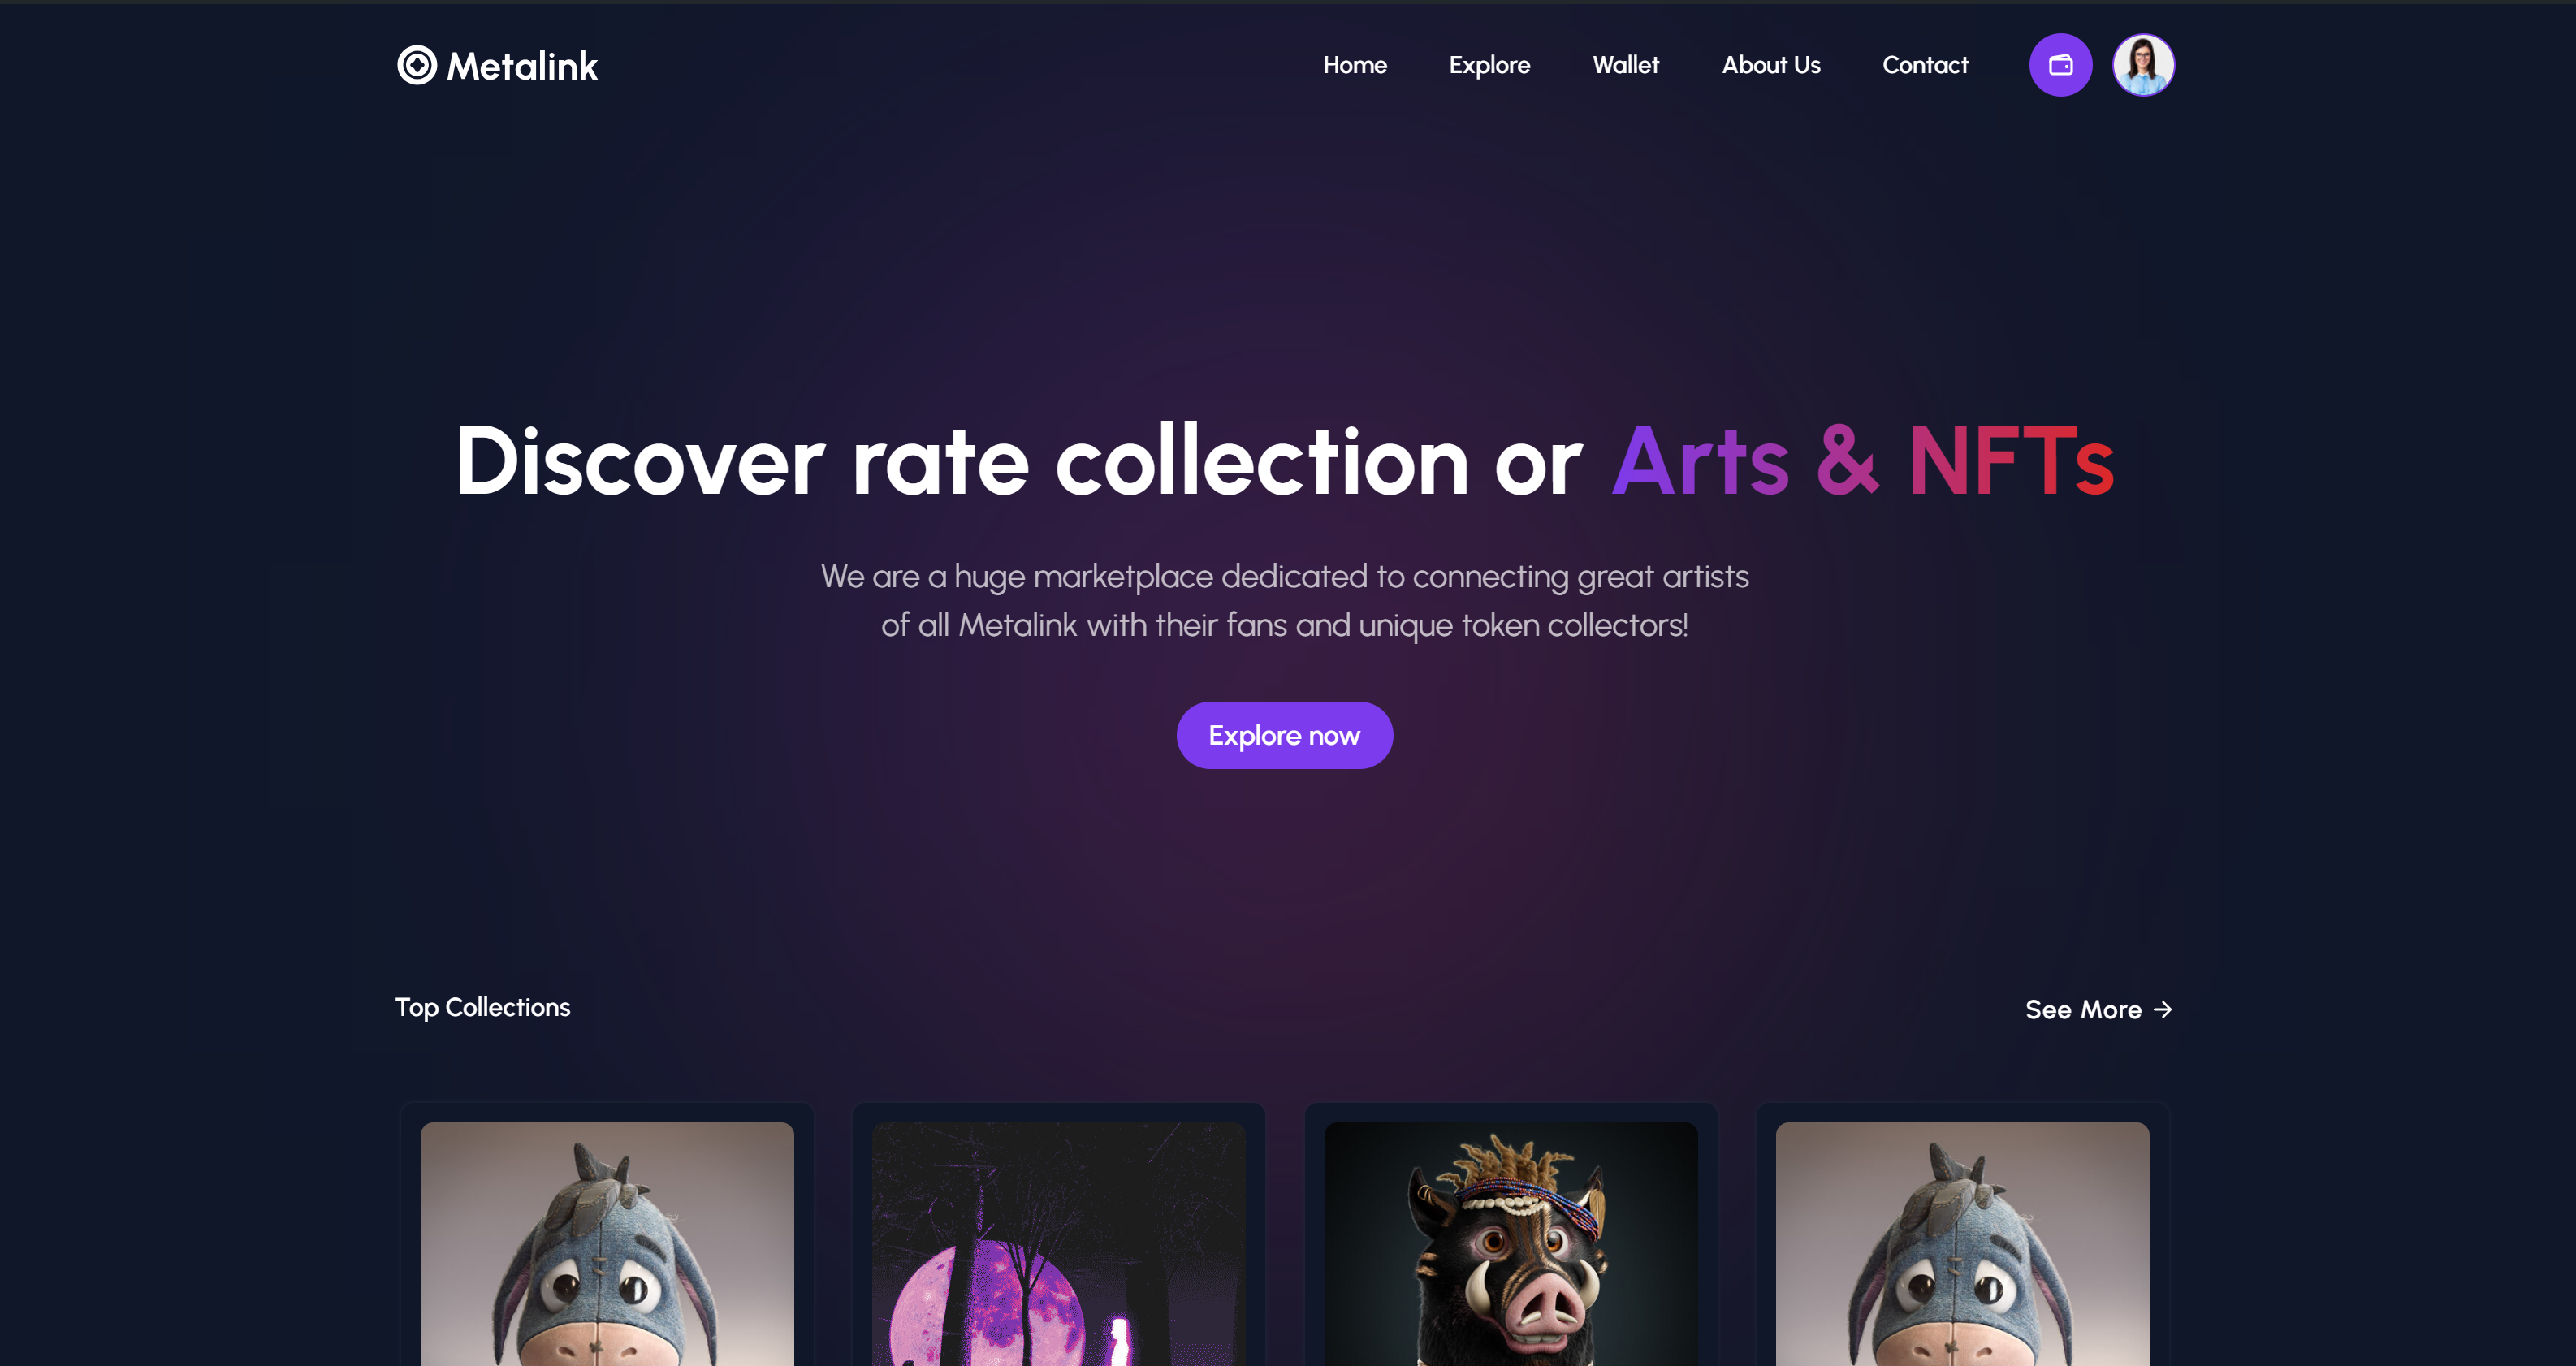 Metalink
Home Explore Wallet About Us Contact
Discover rate collection or Arts & NFTs
We are a huge marketplace dedicated to connecting great artists
of all Metalink with their fans and unique token collectors!
Explore now
Top Collections
See More